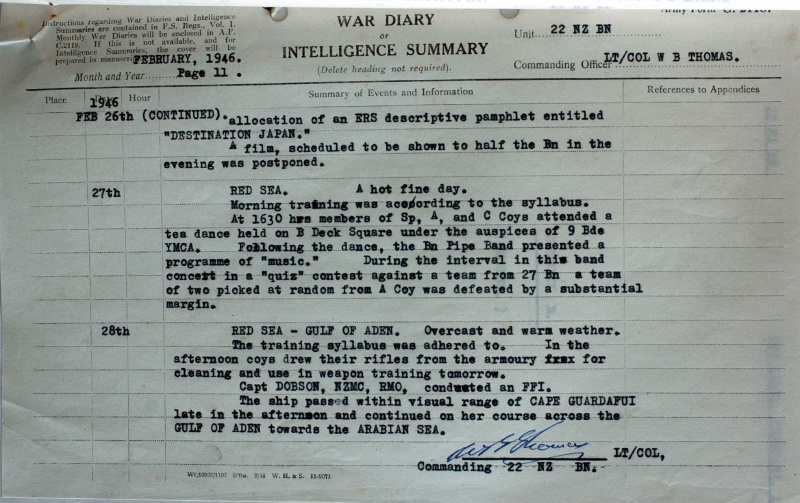 Army Form C. 2118.
Instructions regarding War Diaries and Intelligence
Summaries are contained in F.S. Regs., Vol. I.
Monthly War Diaries will be enclosed in A.F.
C.2119. If this is not available, and for
Intelligence Summaries, the cover will be
prepared in manuscript.
WAR DIARY
or
INTELLIGENCE SUMMARY
(Delete heading not required).
Unit 22 NZ BN
Commanding Officer LT/COL W B THOMAS.
FEBRUARY, 1946.
Month and Year Page 11.
Place Date Hour Summary of Events and Information References to Appendices
1946
FEB 26th (CONTINUED). allocation of an ERS descriptive pamphlet entitled
"DESTINATION JAPAN."
A film, scheduled to be shown to half the Bn in the
evening was postponed.
27th RED SEA. A hot fine day.
Morning training was according to the syllabus.
At 1630 hrs members of Sp, A, and C Coys attended a
tea dance held on B Deck Square under the auspices of 9 Bde
YMCA. Following the dance, the Bn Pipe Band presented a
programme of "music." During the interval in this band
concert in a "quiz" contest against a team from 27 Bn a team
of two picked at random from A Coy was defeated by a substantial
margin.
28th RED SEA - GULF OF ADEN. Overcast and warm weather.
The training syllabus was adhered to. In the
afternoon coys drew their rifles from the armoury for
cleaning and use in weapon training tomorrow.
Capt DOBSON, NZMC, RMO, conducted an FFI.
The ship passed within visual range of CAPE GUARDAFUI
late in the afternoon and continued on her course across the
GULF OF ADEN towards the ARABIAN SEA.
LT/COL,
Commanding 22 NZ BN.
W. H. & S.